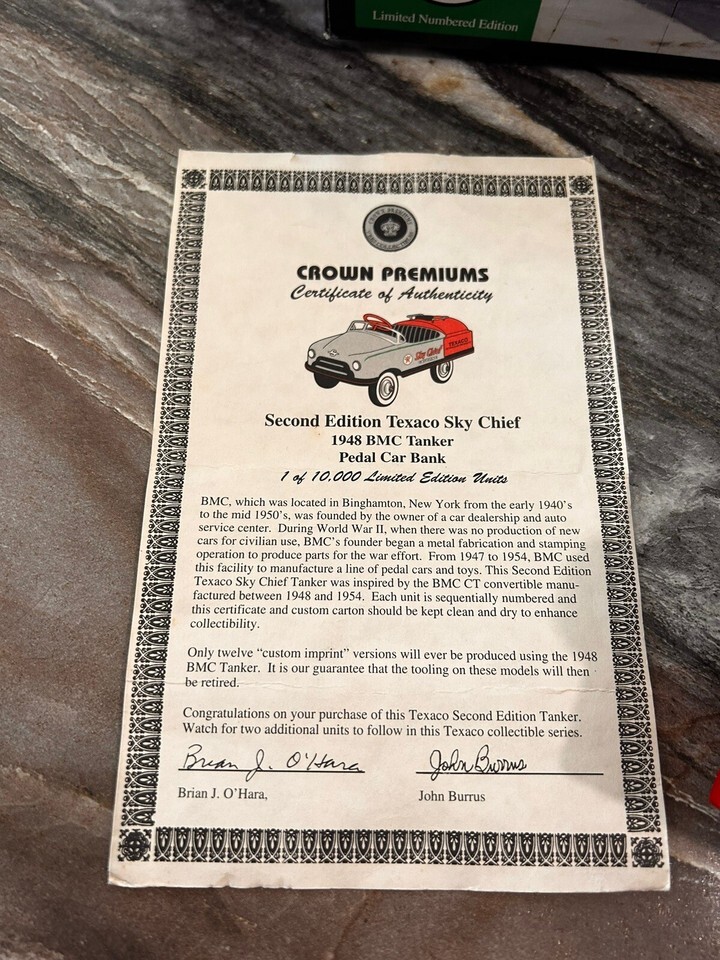 Limited Numbered Edition
CROWN PREMIUMS
Certificate of Authenticity
Sky Chief
TEXACO
Second Edition Texaco Sky Chief
1948 BMC Tanker
Pedal Car Bank
1 of 10,000 Limited Edition Units
BMC, which was located in Binghamton, New York from the early 1940's
to the mid 1950's, was founded by the owner of a car dealership and auto
service center. During World War II, when there was no production of new
cars for civilian use, BMC's founder began a metal fabrication and stamping
operation to produce parts for the war effort. From 1947 to 1954, BMC used
this facility to manufacture a line of pedal cars and toys. This Second Edition
Texaco Sky Chief Tanker was inspired by the BMC CT convertible manu-
factured between 1948 and 1954. Each unit is sequentially numbered and
this certificate and custom carton should be kept clean and dry to enhance
collectibility.
Only twelve “custom imprint” versions will ever be produced using the 1948
BMC Tanker. It is our guarantee that the tooling on these models will then
be retired.
Congratulations on your purchase of this Texaco Second Edition Tanker.
Watch for two additional units to follow in this Texaco collectible series.
Brian J. O'Hara John Burrus
Brian J. O'Hara, John Burrus